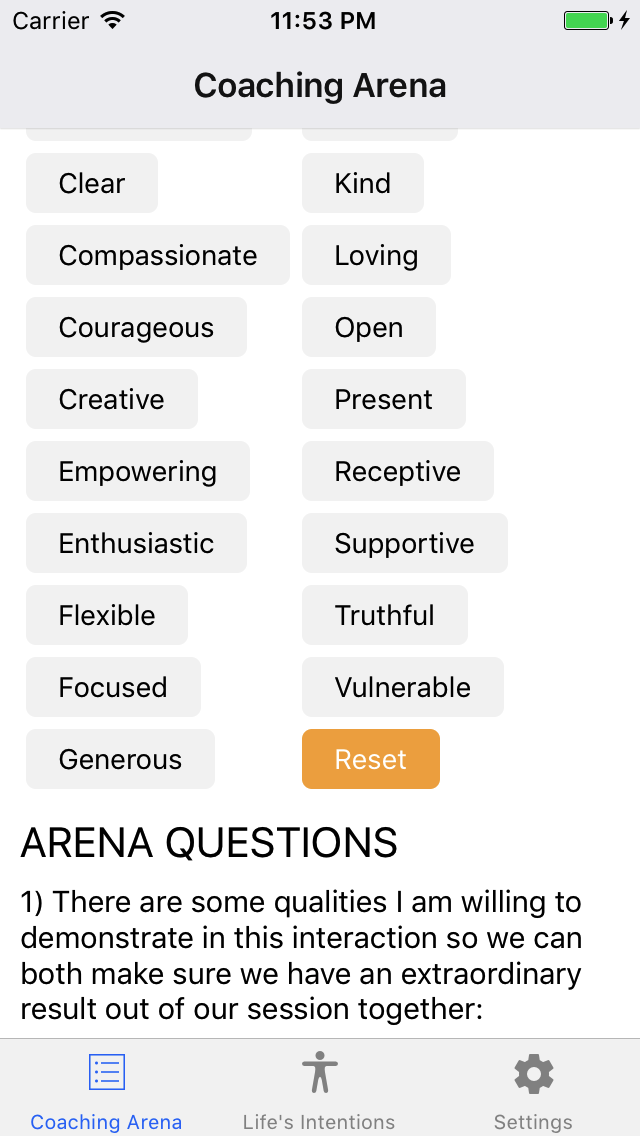 Carrier 11:53 PM
Coaching Arena
Clear Kind
Compassionate Loving
Courageous Open
Creative Present
Empowering Receptive
Enthusiastic Supportive
Flexible Truthful
Focused Vulnerable
Generous Reset
ARENA QUESTIONS
1) There are some qualities I am willing to
demonstrate in this interaction so we can
both make sure we have an extraordinary
result out of our session together:
Coaching Arena Life's Intentions Settings